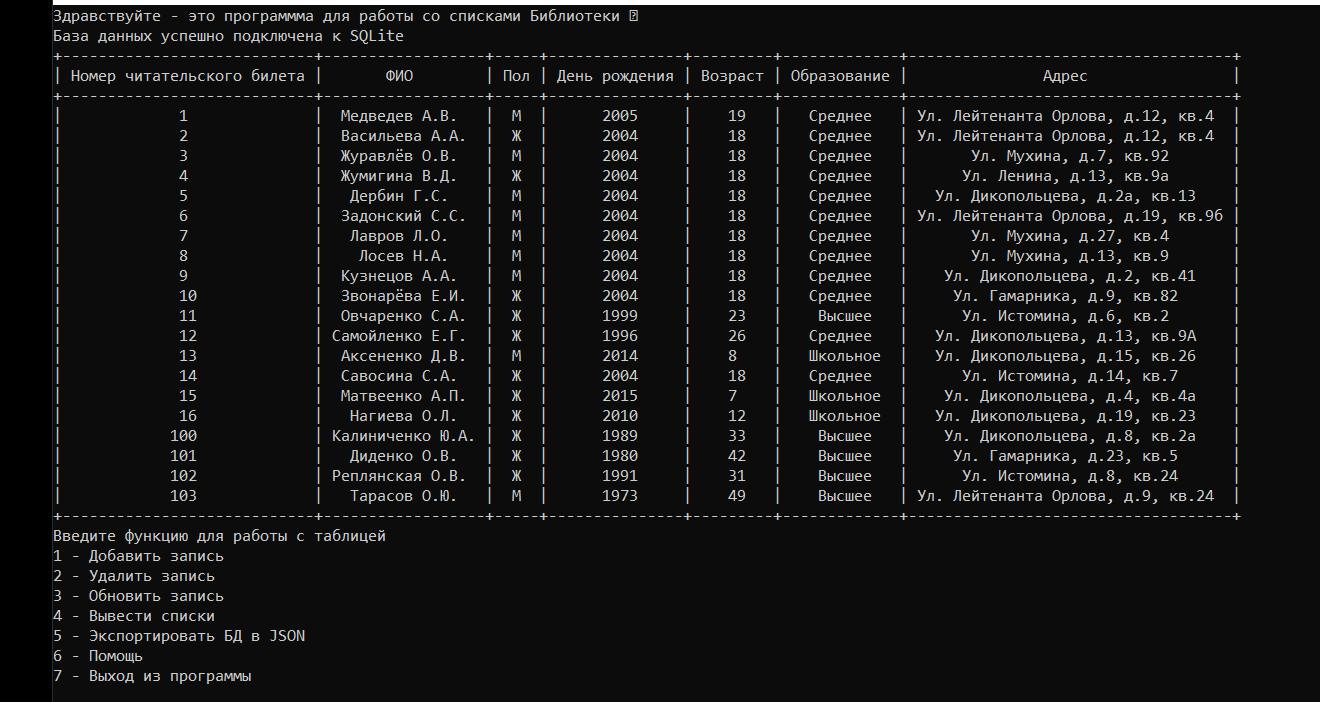 Здравствуйте - это программма для работы со списками Библиотеки
База данных успешно подключена к SQLite
+----------------------------+------------------+-----+---------------+---------+-------------+------------------------------------+
| Номер читательского билета |       ФИО        | Пол | День рождения | Возраст | Образование |               Адрес                |
+----------------------------+------------------+-----+---------------+---------+-------------+------------------------------------+
|             1              |  Медведев А.В.   |  М  |      2005     |    19   |   Среднее   | Ул. Лейтенанта Орлова, д.12, кв.4  |
|             2              |  Васильева А.А.  |  Ж  |      2004     |    18   |   Среднее   | Ул. Лейтенанта Орлова, д.12, кв.4  |
|             3              |  Журавлёв О.В.   |  М  |      2004     |    18   |   Среднее   |       Ул. Мухина, д.7, кв.92       |
|             4              |  Жумигина В.Д.   |  Ж  |      2004     |    18   |   Среднее   |      Ул. Ленина, д.13, кв.9а       |
|             5              |   Дербин Г.С.    |  М  |      2004     |    18   |   Среднее   |   Ул. Дикопольцева, д.2а, кв.13    |
|             6              |  Задонский С.С.  |  М  |      2004     |    18   |   Среднее   | Ул. Лейтенанта Орлова, д.19, кв.96 |
|             7              |   Лавров Л.О.    |  М  |      2004     |    18   |   Среднее   |       Ул. Мухина, д.27, кв.4       |
|             8              |    Лосев Н.А.    |  М  |      2004     |    18   |   Среднее   |       Ул. Мухина, д.13, кв.9       |
|             9              |  Кузнецов А.А.   |  М  |      2004     |    18   |   Среднее   |    Ул. Дикопольцева, д.2, кв.41    |
|             10             |  Звонарёва Е.И.  |  Ж  |      2004     |    18   |   Среднее   |     Ул. Гамарника, д.9, кв.82      |
|             11             |  Овчаренко С.А.  |  Ж  |      1999     |    23   |    Высшее   |      Ул. Истомина, д.6, кв.2       |
|             12             | Самойленко Е.Г.  |  Ж  |      1996     |    26   |   Среднее   |   Ул. Дикопольцева, д.13, кв.9А    |
|             13             |  Аксененко Д.В.  |  М  |      2014     |    8    |   Школьное  |   Ул. Дикопольцева, д.15, кв.26    |
|             14             |  Савосина С.А.   |  Ж  |      2004     |    18   |   Среднее   |      Ул. Истомина, д.14, кв.7      |
|             15             |  Матвеенко А.П.  |  Ж  |      2015     |    7    |   Школьное  |    Ул. Дикопольцева, д.4, кв.4а    |
|             16             |   Нагиева О.Л.   |  Ж  |      2010     |    12   |   Школьное  |   Ул. Дикопольцева, д.19, кв.23    |
|            100             | Калиниченко Ю.А. |  Ж  |      1989     |    33   |    Высшее   |    Ул. Дикопольцева, д.8, кв.2а    |
|            101             |   Диденко О.В.   |  Ж  |      1980     |    42   |    Высшее   |     Ул. Гамарника, д.23, кв.5      |
|            102             | Реплянская О.В.  |  Ж  |      1991     |    31   |    Высшее   |      Ул. Истомина, д.8, кв.24      |
|            103             |   Тарасов О.Ю.   |  М  |      1973     |    49   |    Высшее   | Ул. Лейтенанта Орлова, д.9, кв.24  |
+----------------------------+------------------+-----+---------------+---------+-------------+------------------------------------+
Введите функцию для работы с таблицей
1 - Добавить запись
2 - Удалить запись
3 - Обновить запись
4 - Вывести списки
5 - Экспортировать БД в JSON
6 - Помощь
7 - Выход из программы